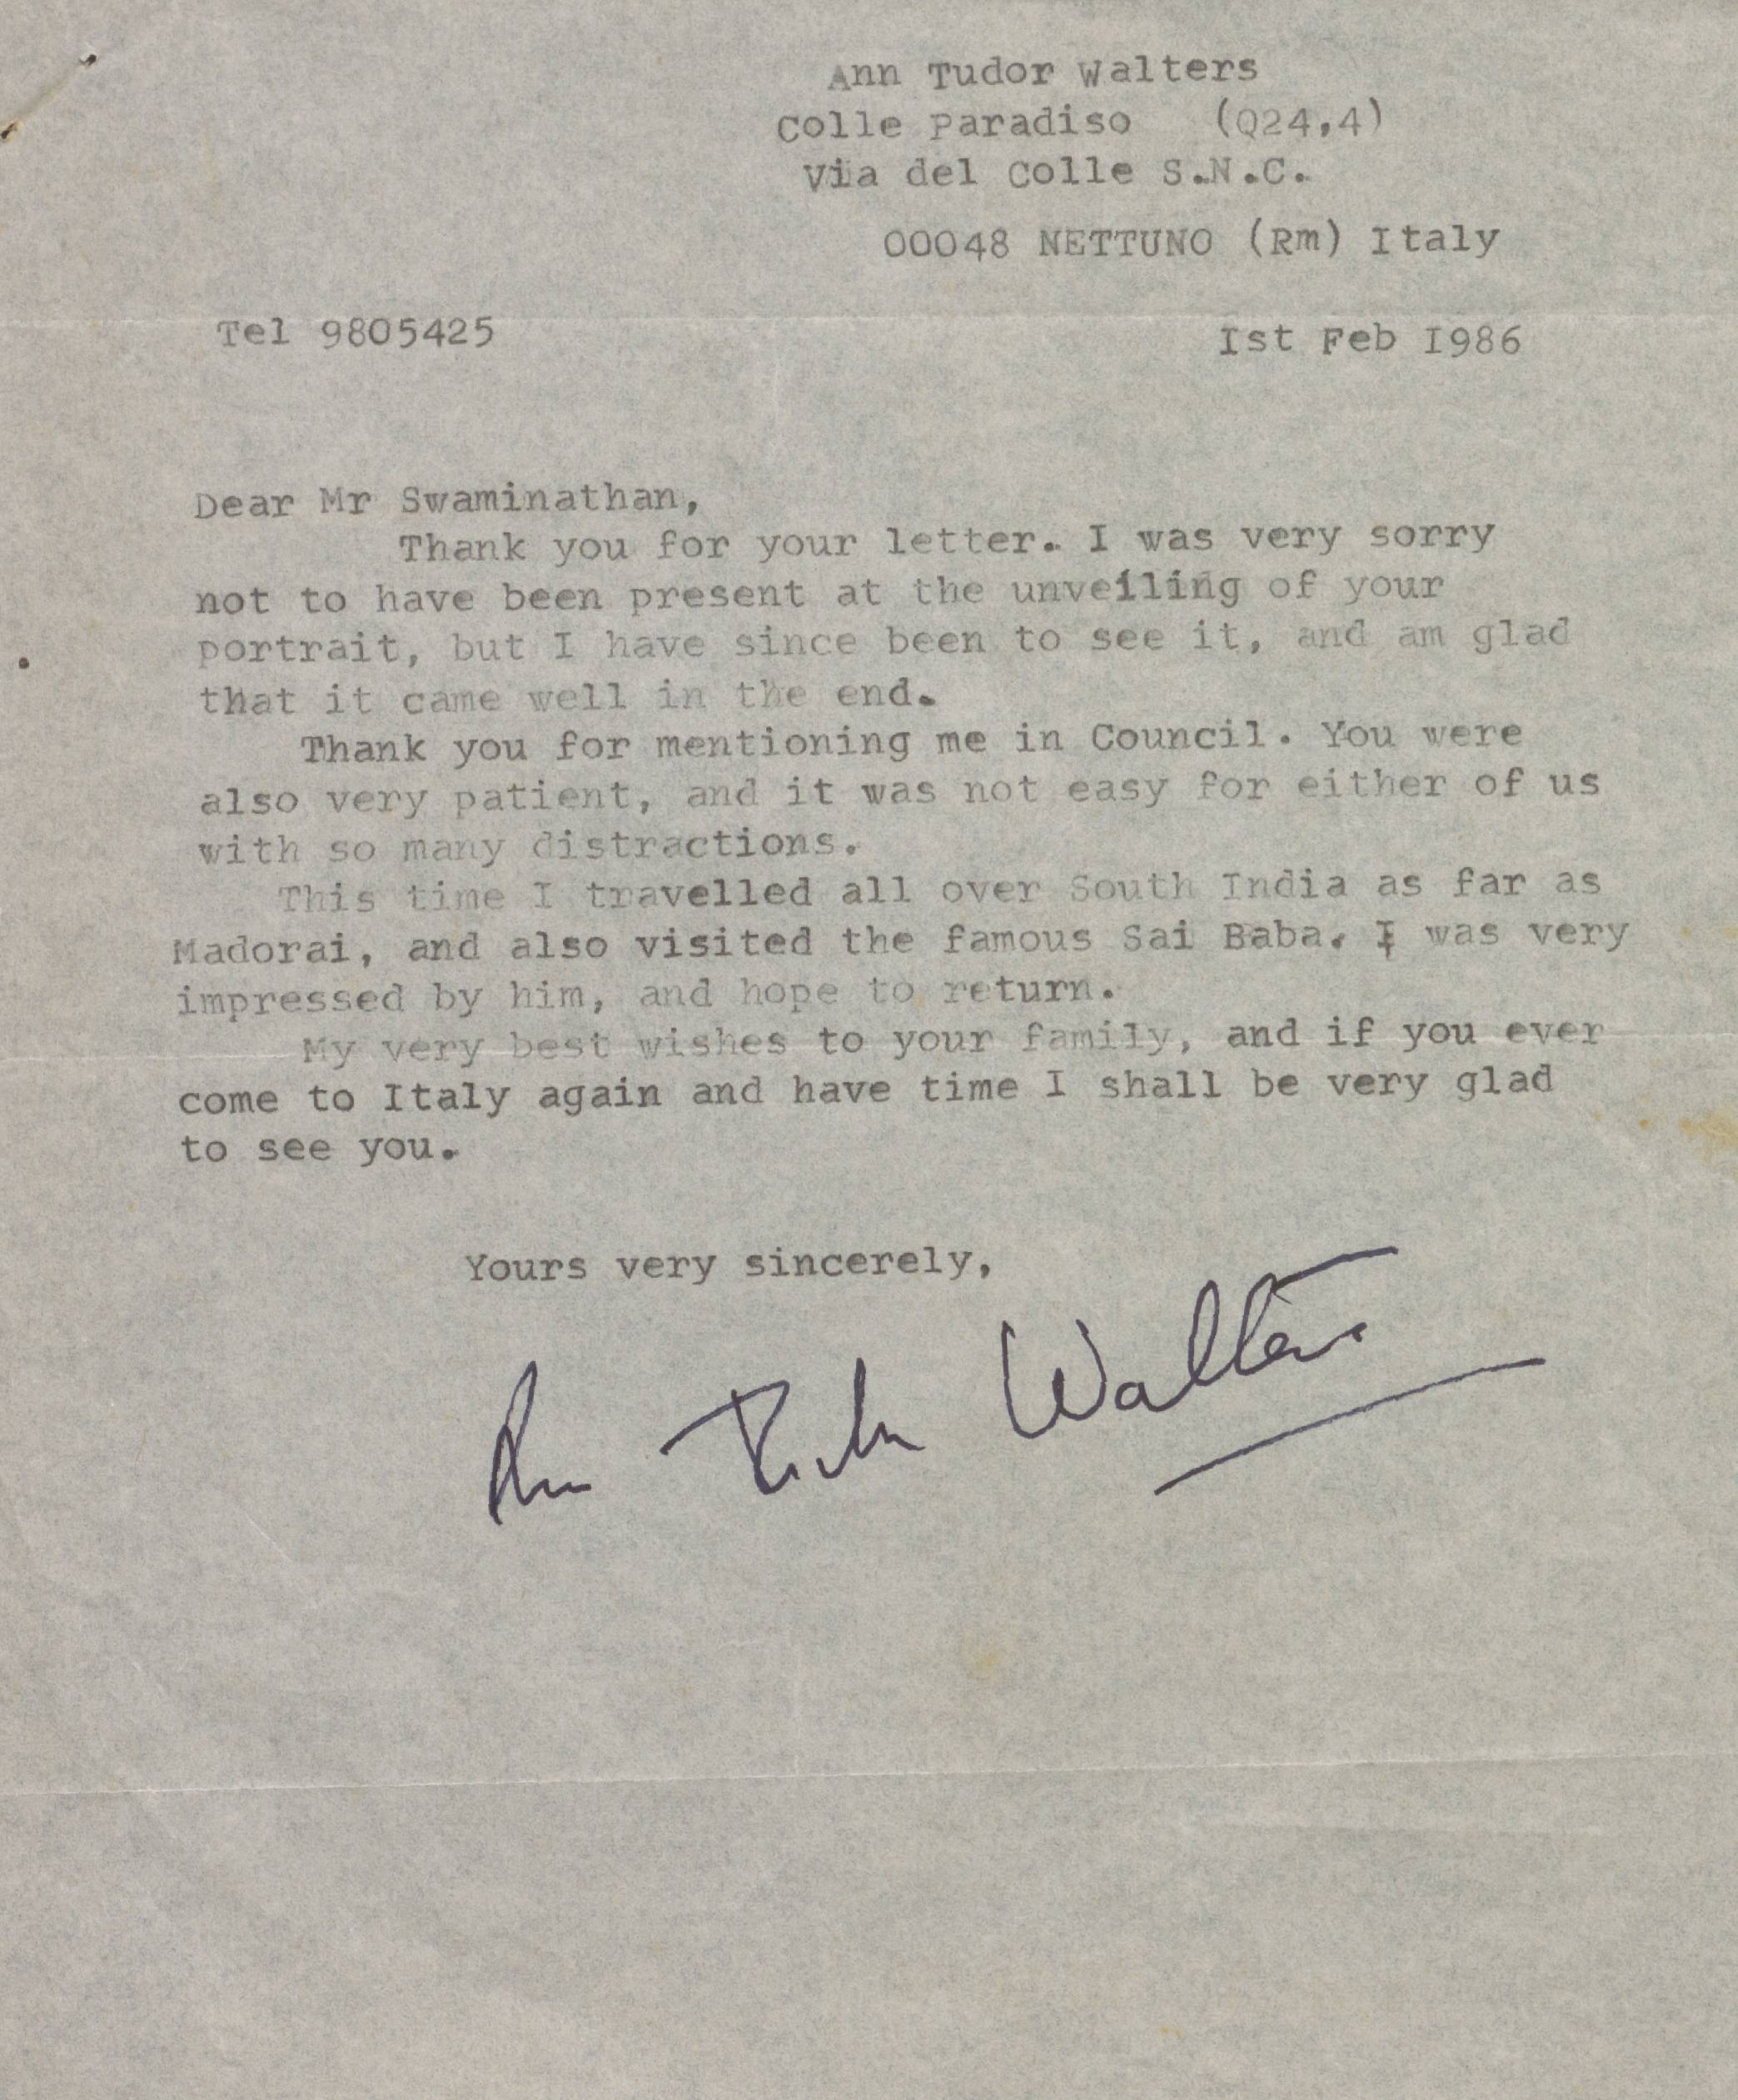 Ann Tudor Walters
Colle Paradiso (Q24,4)
Via del Colle S.N.C.
00048 NETTUNO (Rm) Italy
Tel 9805425
Ist Feb I986
Dear Mr Swaminathan,
Thank you for your letter. I was very sorry
not to have been present at the unveiling of your
portrait, but I have since been to see it, and am glad
that it came well in the end.
Thank you for mentioning me in Council. You were
also very patient, and it was not easy for either of us
with so many distractions.
This time I travelled all over South India as far as
Madorai, and also visited the famous Sai Baba. I was very
impressed by him, and hope to return.
My very best wishes to your family, and if you ever
come to Italy again and have time I shall be very glad
to see you.
Yours very sincerely,
Ann Tudor Walters